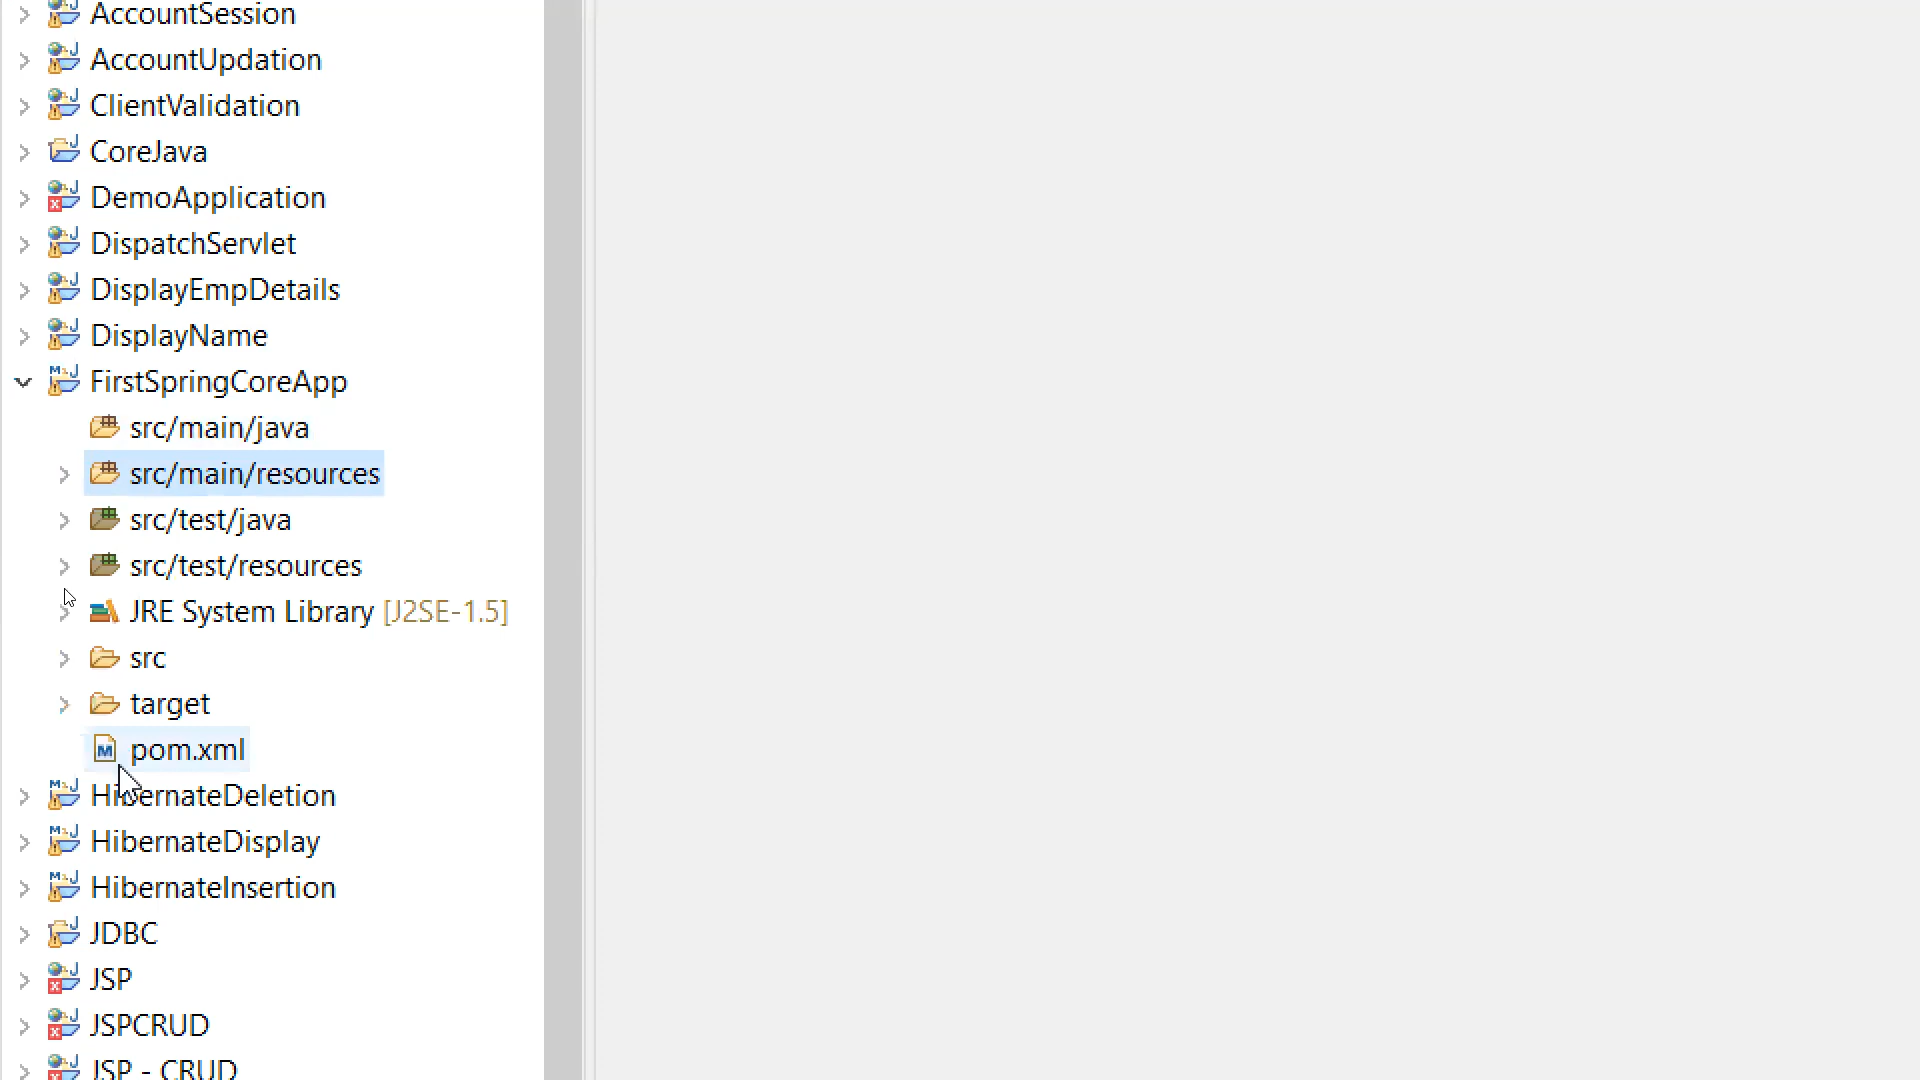 AccountSession
AccountUpdation
ClientValidation
CoreJava
DemoApplication
DispatchServlet
DisplayEmpDetails
DisplayName
FirstSpringCoreApp
src/main/java
src/main/resources
src/test/java
src/test/resources
JRE System Library [J2SE-1.5]
src
target
pom.xml
HibernateDeletion
HibernateDisplay
HibernateInsertion
JDBC
JSP
JSPCRUD
JSP - CRUD